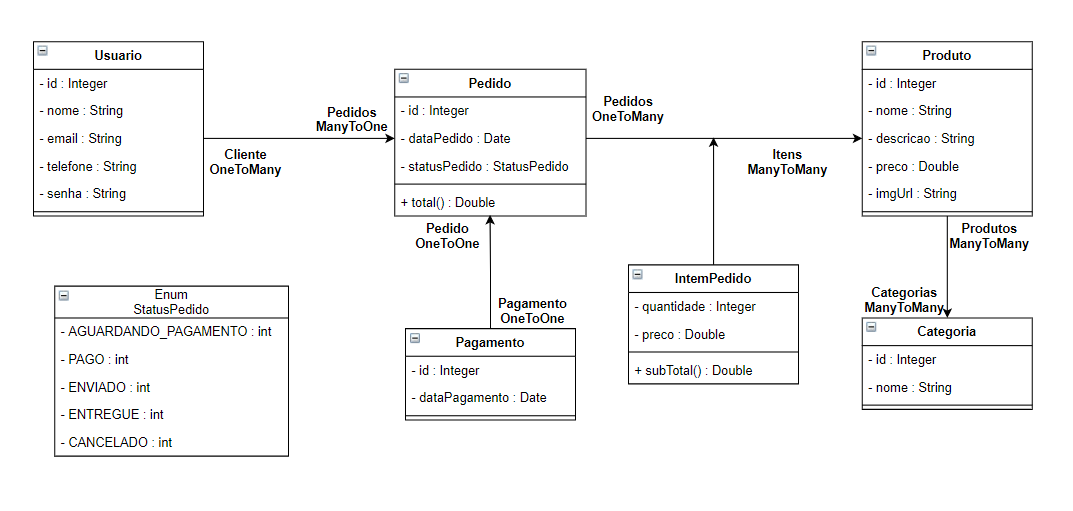 Usuario
- id : Integer
- nome : String
- email : String
- telefone : String
- senha : String
Cliente
OneToMany
Pedidos
ManyToOne
Pedido
- id : Integer
- dataPedido : Date
- statusPedido : StatusPedido
+ total() : Double
Pedidos
OneToMany
Itens
ManyToMany
Produto
- id : Integer
- nome : String
- descricao : String
- preco : Double
- imgUrl : String
Pedido
OneToOne
Pagamento
OneToOne
Pagamento
- id : Integer
- dataPagamento : Date
IntemPedido
- quantidade : Integer
- preco : Double
+ subTotal() : Double
Produtos
ManyToMany
Categorias
ManyToMany
Categoria
- id : Integer
- nome : String
Enum
StatusPedido
- AGUARDANDO_PAGAMENTO : int
- PAGO : int
- ENVIADO : int
- ENTREGUE : int
- CANCELADO : int